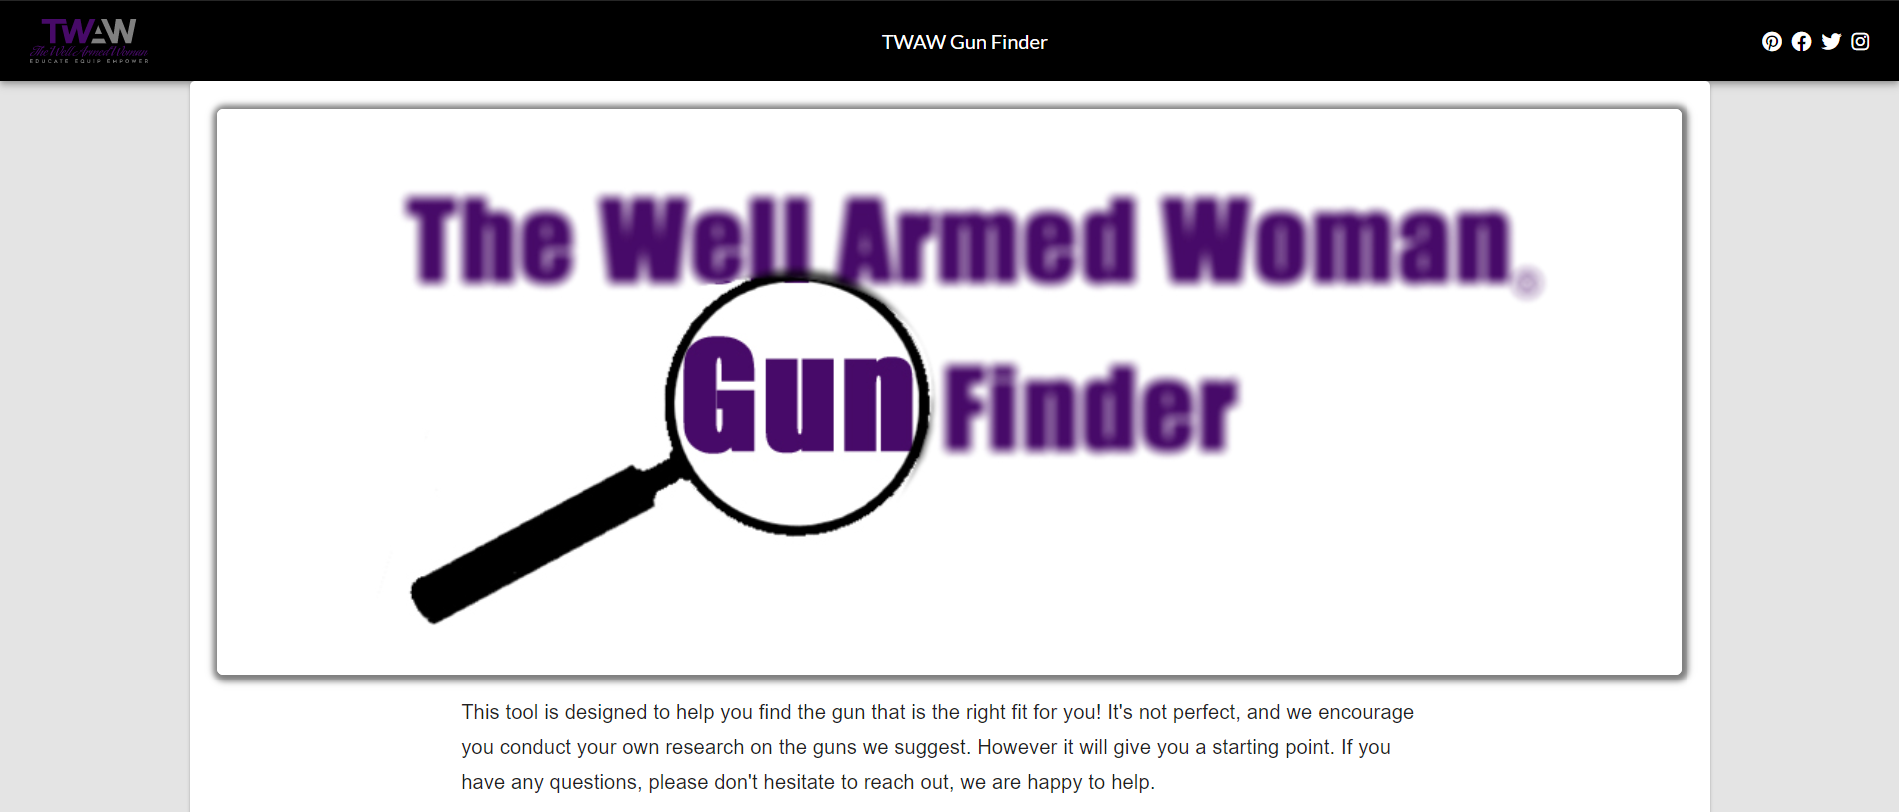 TWAW
The Well Armed Woman
EDUCATE EQUIP EMPOWER
TWAW Gun Finder
The Well Armed Woman®
Gun Finder
This tool is designed to help you find the gun that is the right fit for you! It's not perfect, and we encourage
you conduct your own research on the guns we suggest. However it will give you a starting point. If you
have any questions, please don't hesitate to reach out, we are happy to help.